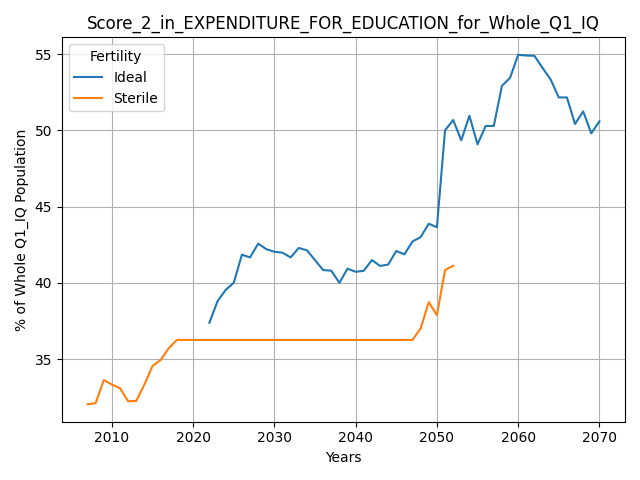 Score_2_in_EXPENDITURE_FOR_EDUCATION_for_Whole_Q1_IQ
Fertility
Ideal
Sterile
% of Whole Q1_IQ Population
55
50
45
40
35
2010
2020
2030
2040
2050
2060
2070
Years